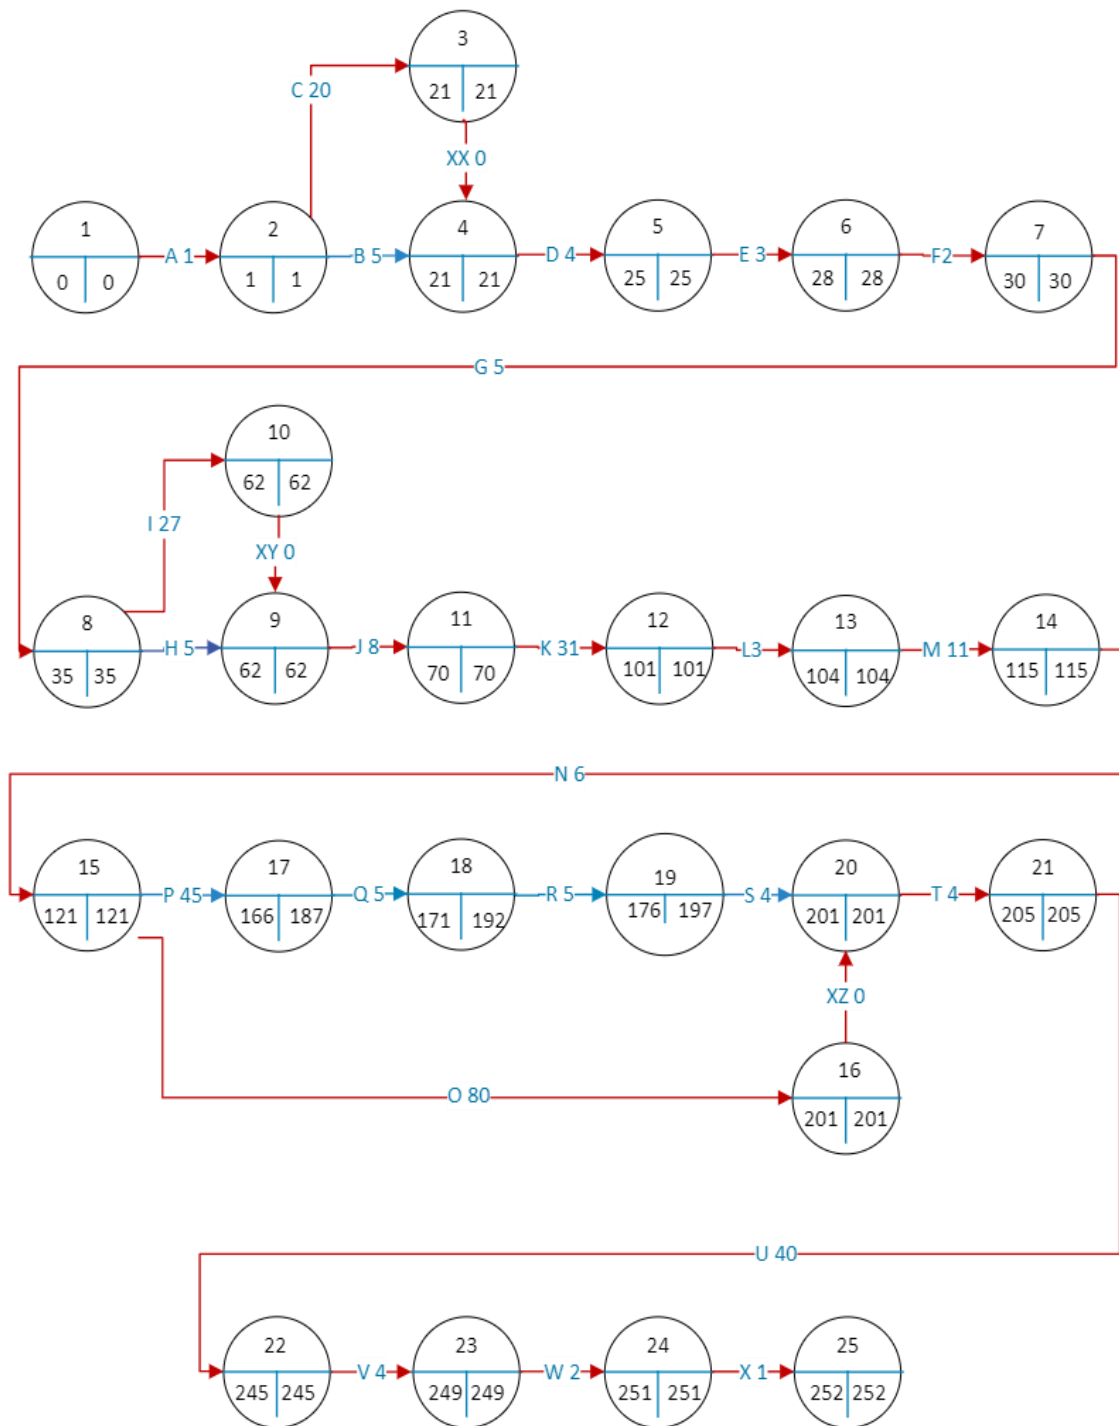 3
C 20
21 21
XX 0
1
2
4
5
6
7
A 1
B 5
D 4
E 3
F2
0 0
1 1
21 21
25 25
28 28
30 30
G 5
10
62 62
I 27
XY 0
8
9
11
12
13
14
H 5
J 8
K 31
L3
M 11
35 35
62 62
70 70
101 101
104 104
115 115
N 6
15
17
18
19
20
21
P 45
Q 5
R 5
S 4
T 4
121 121
166 187
171 192
176 197
201 201
205 205
XZ 0
16
O 80
201 201
U 40
22
23
24
25
V 4
W 2
X 1
245 245
249 249
251 251
252 252